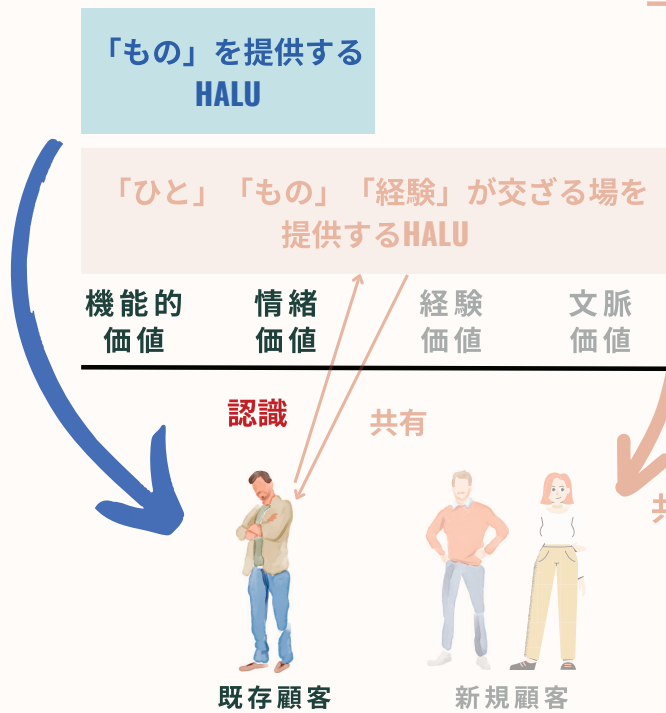 「もの」を提供する
HALU
「ひと」「もの」「経験」が交ざる場を
提供するHALU
機能的
価値
情緒
価値
経験
価値
文脈
価値
認識
共有
共
既存顧客
新規顧客